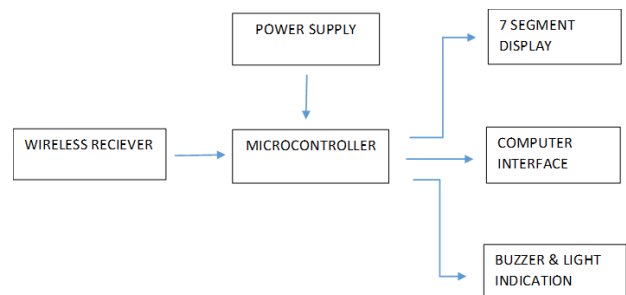 POWER SUPPLY
7 SEGMENT
DISPLAY
WIRELESS RECIEVER
MICROCONTROLLER
COMPUTER
INTERFACE
BUZZER & LIGHT
INDICATION